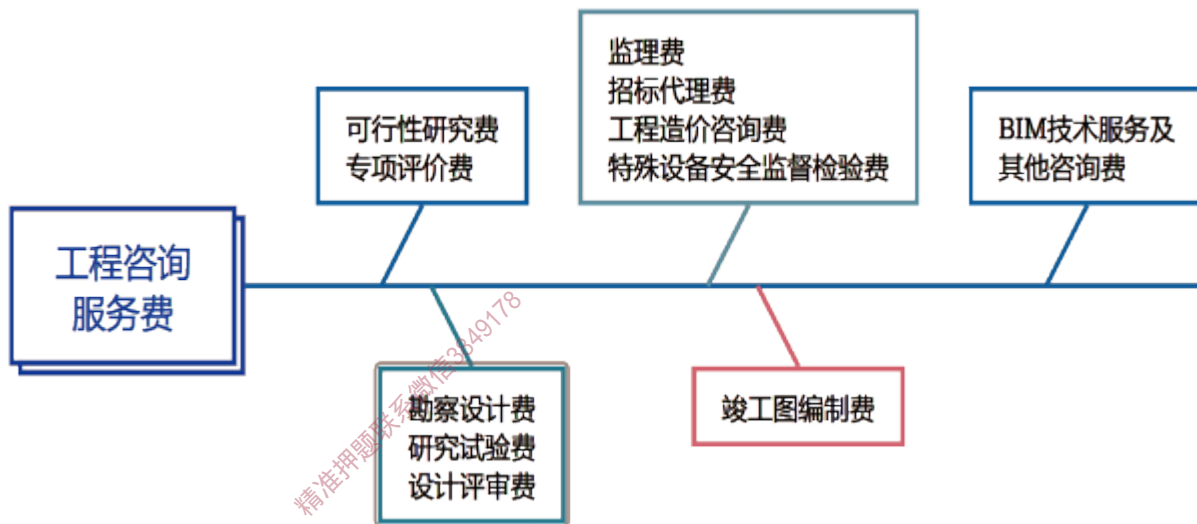 工程咨询
服务费
可行性研究费
专项评价费
勘察设计费
研究试验费
设计评审费
监理费
招标代理费
工程造价咨询费
特殊设备安全监督检验费
竣工图编制费
BIM技术服务及
其他咨询费
精准押题联系微信3849178